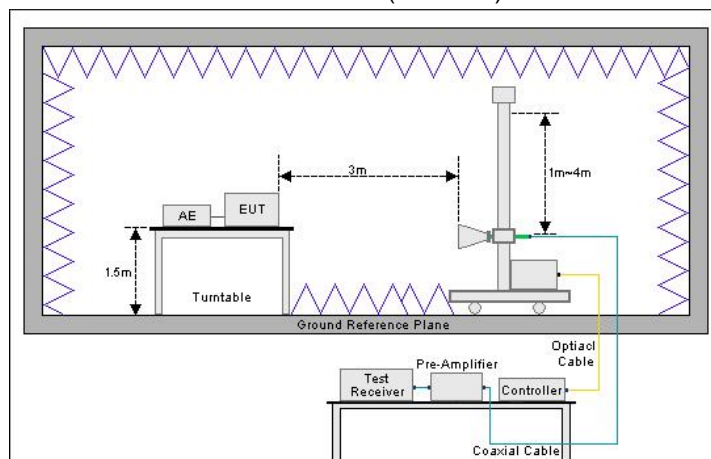 3m
1m~4m
AE
EUT
1.5m
Turntable
Ground Reference Plane
Optiacl
Cable
Pre-Amplifier
Test
Receiver
Controller
Coaxial Cable